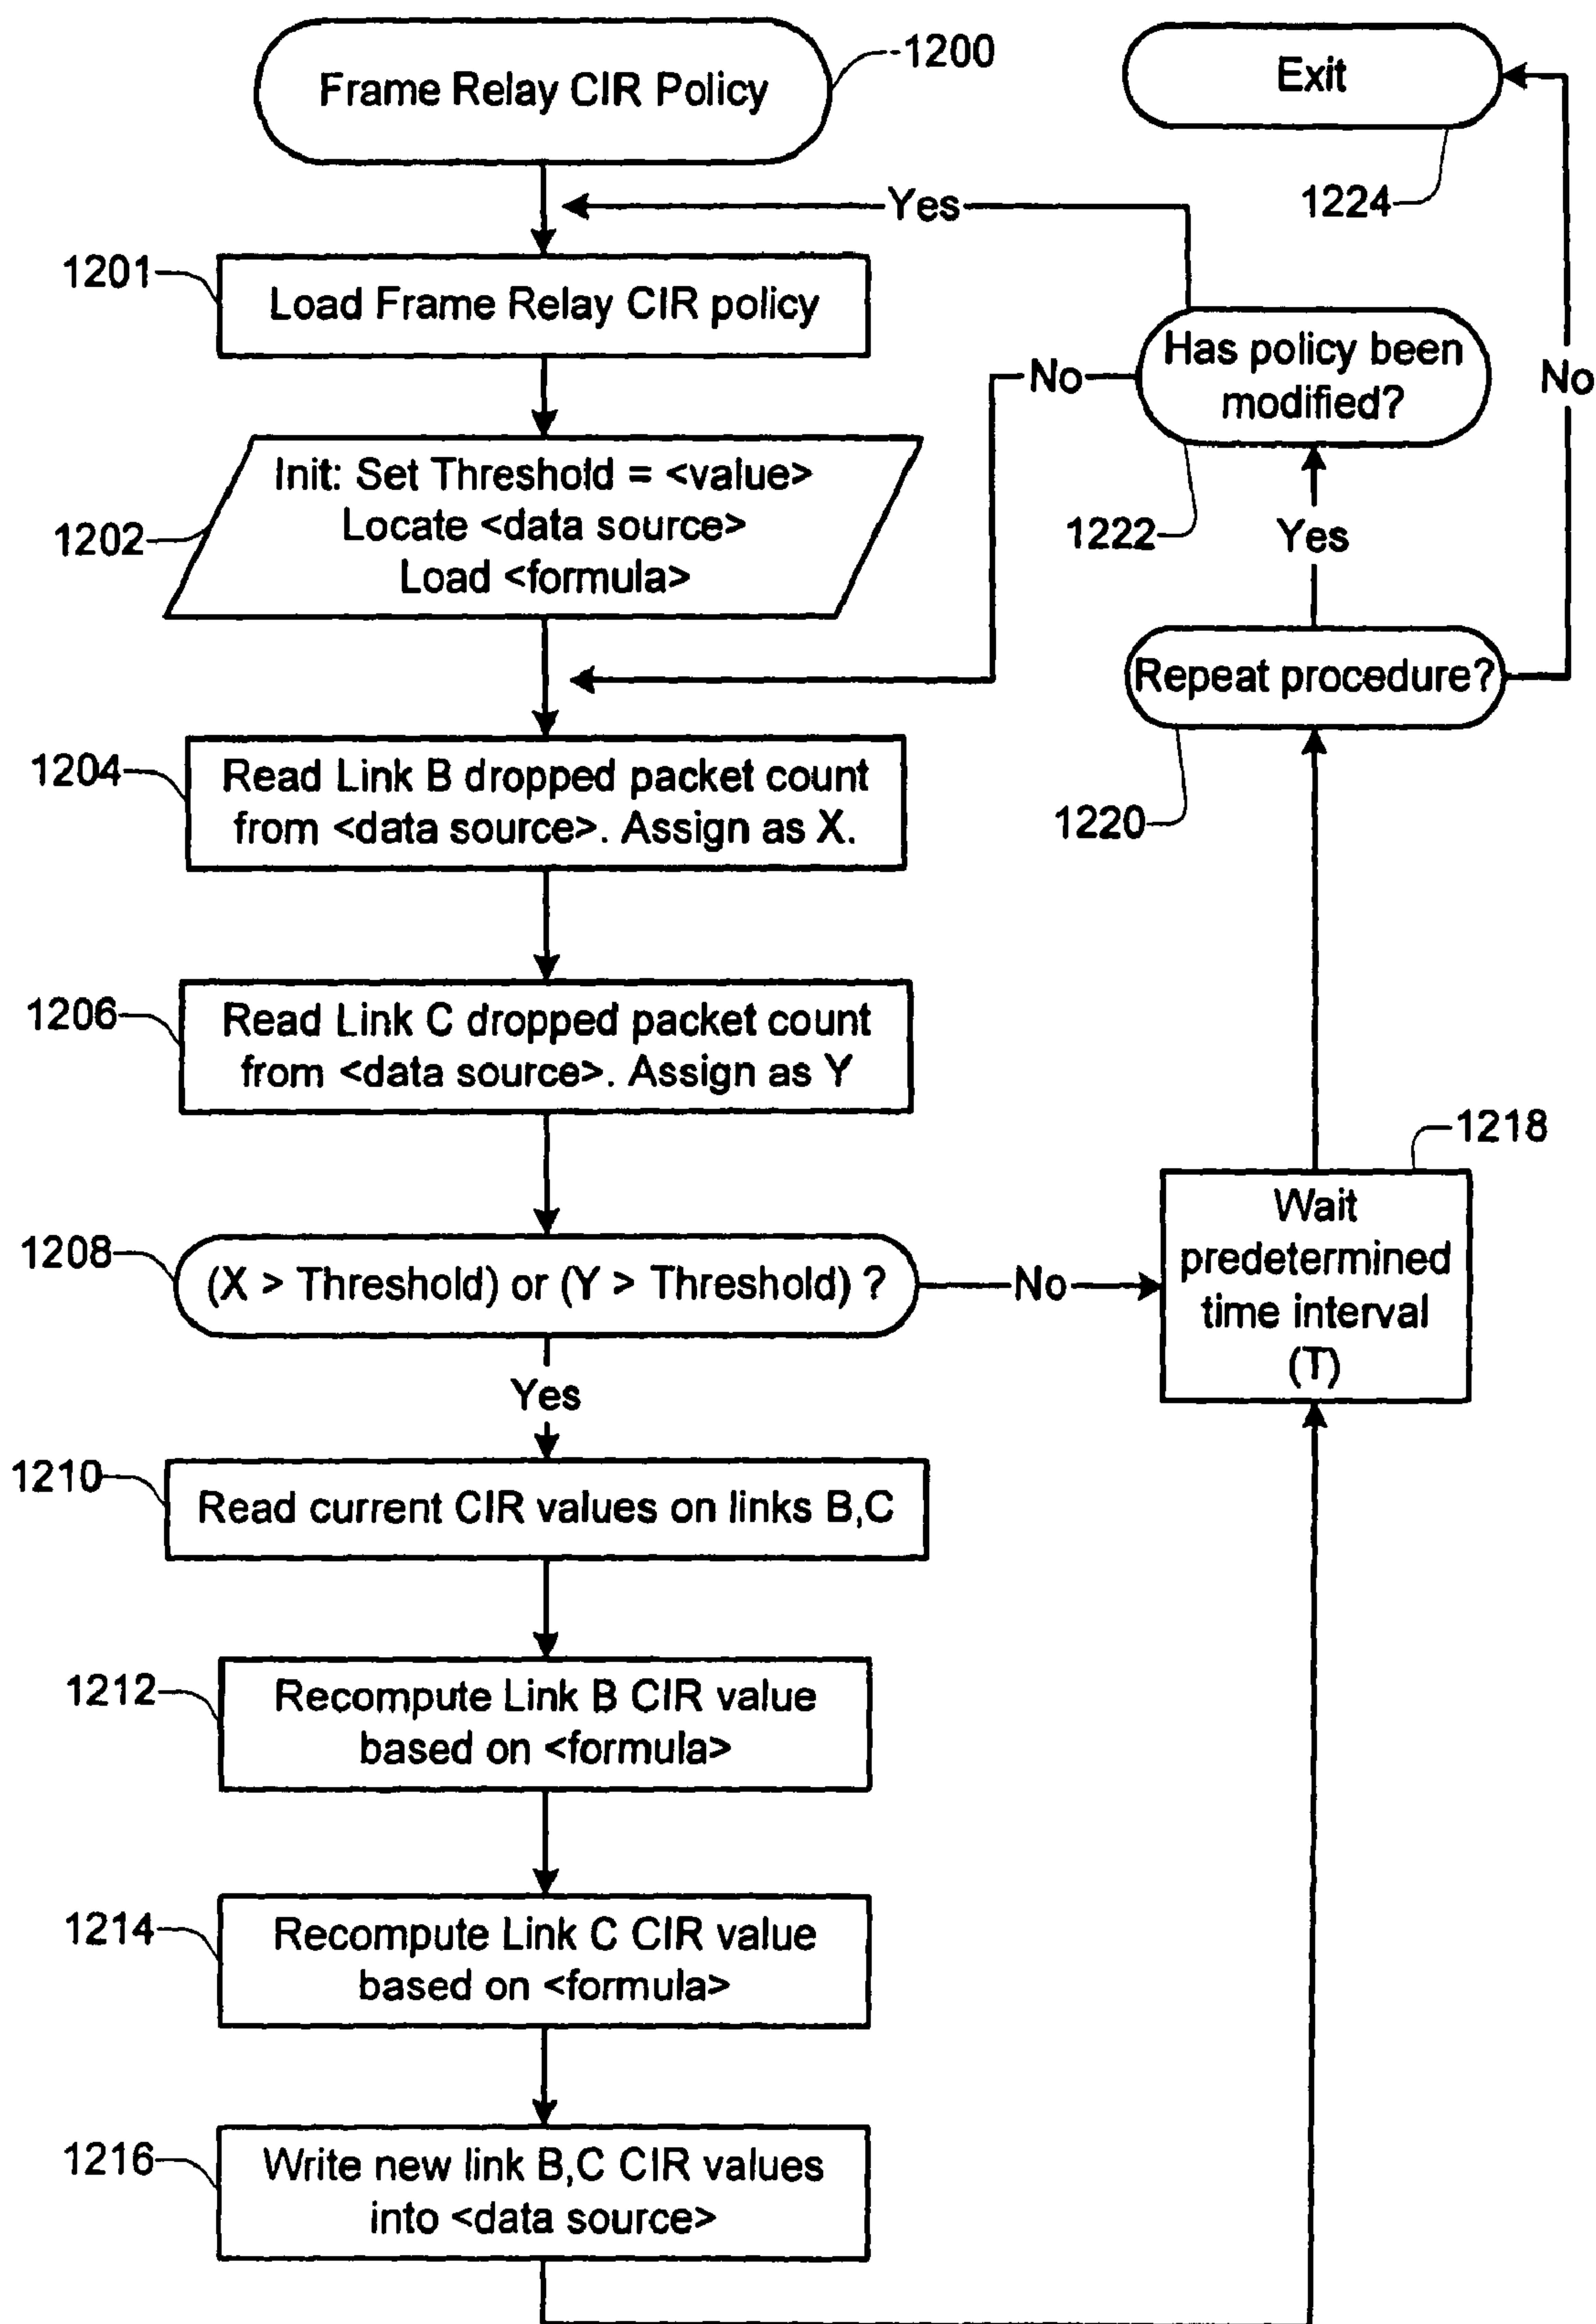 Frame Relay CIR Policy
1200
Exit
1224
Yes
1201
Load Frame Relay CIR policy
Has policy been
modified?
No
No
1222
Yes
Init: Set Threshold = <value>
Locate <data source>
Load <formula>
1202
Repeat procedure?
1220
1204
Read Link B dropped packet count
from <data source>. Assign as X.
1206
Read Link C dropped packet count
from <data source>. Assign as Y
1218
Wait
predetermined
time interval
(T)
1208
(X > Threshold) or (Y > Threshold) ?
No
Yes
1210
Read current CIR values on links B,C
1212
Recompute Link B CIR value
based on <formula>
1214
Recompute Link C CIR value
based on <formula>
1216
Write new link B,C CIR values
into <data source>